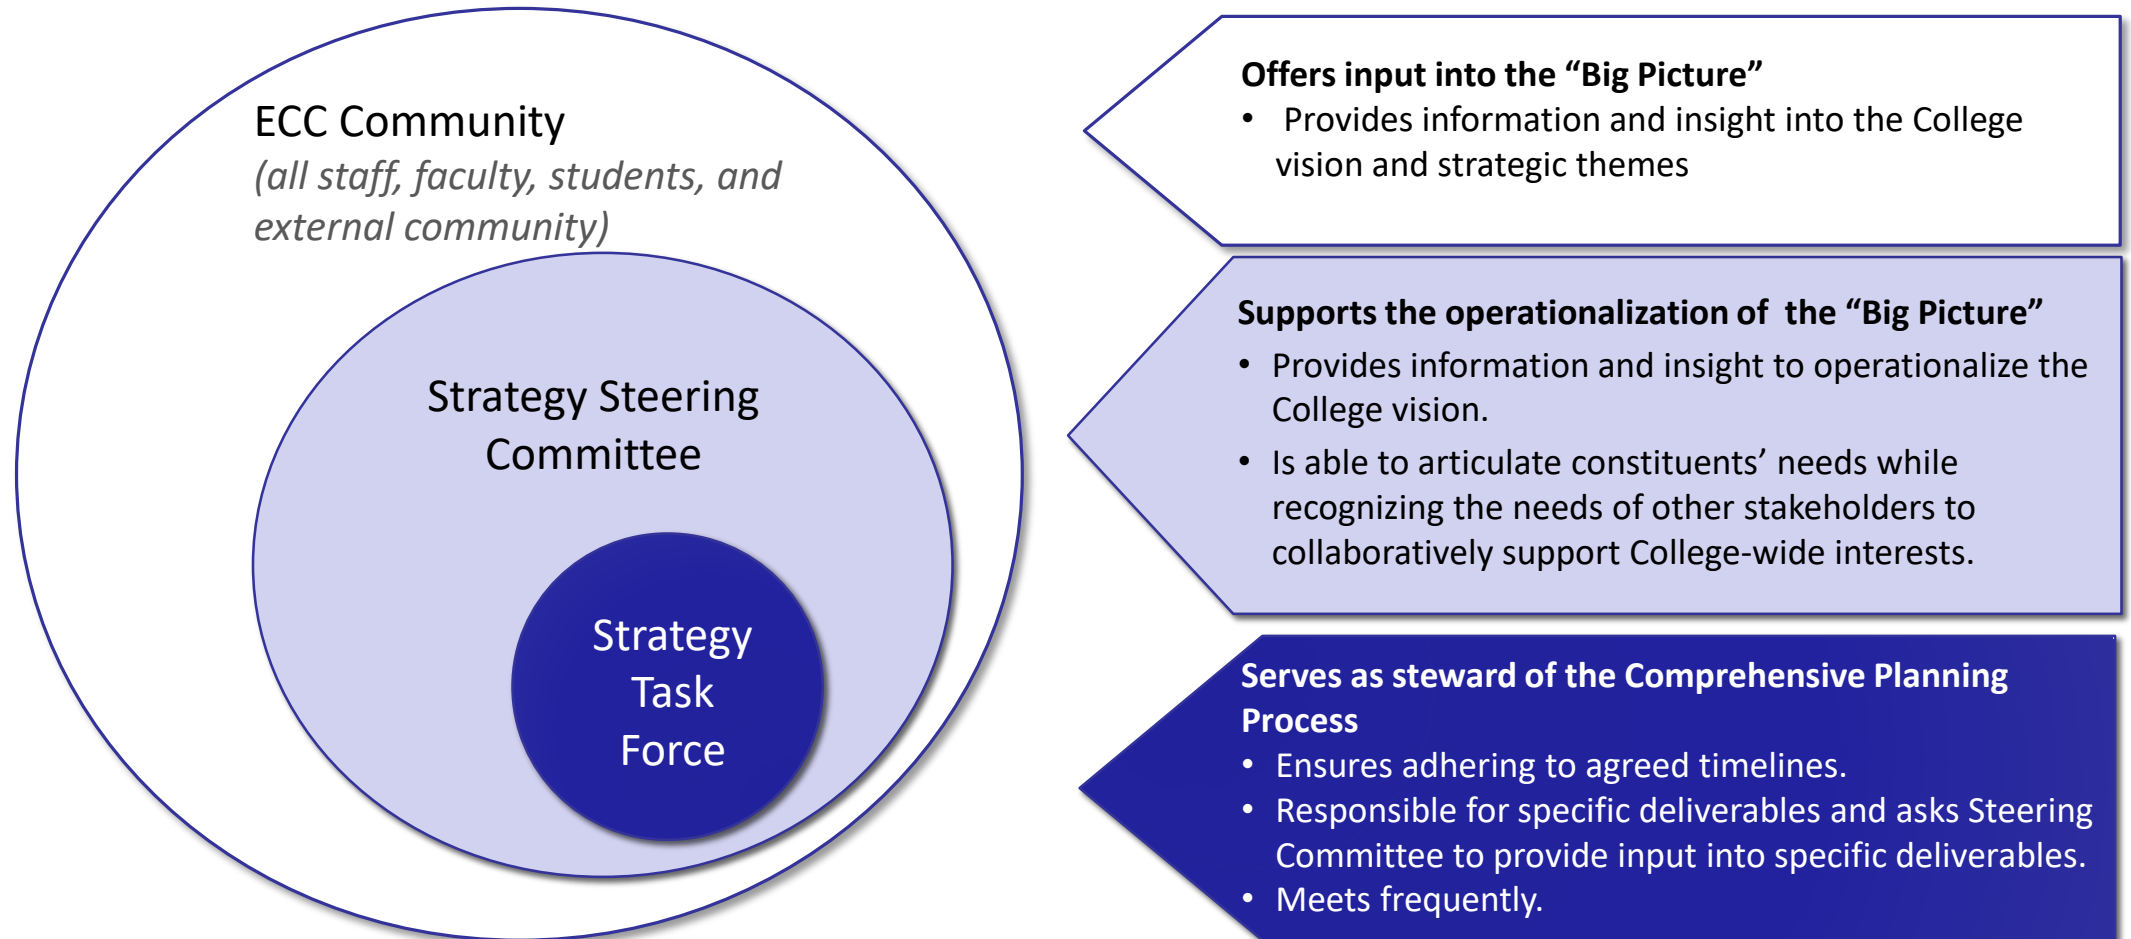 ECC Community
(all staff, faculty, students, and
external community)
Strategy Steering
Committee
Strategy
Task
Force
Offers input into the “Big Picture”
• Provides information and insight into the College
vision and strategic themes
Supports the operationalization of the “Big Picture”
• Provides information and insight to operationalize the
College vision.
• Is able to articulate constituents’ needs while
recognizing the needs of other stakeholders to
collaboratively support College-wide interests.
Serves as steward of the Comprehensive Planning
Process
• Ensures adhering to agreed timelines.
• Responsible for specific deliverables and asks Steering
Committee to provide input into specific deliverables.
• Meets frequently.